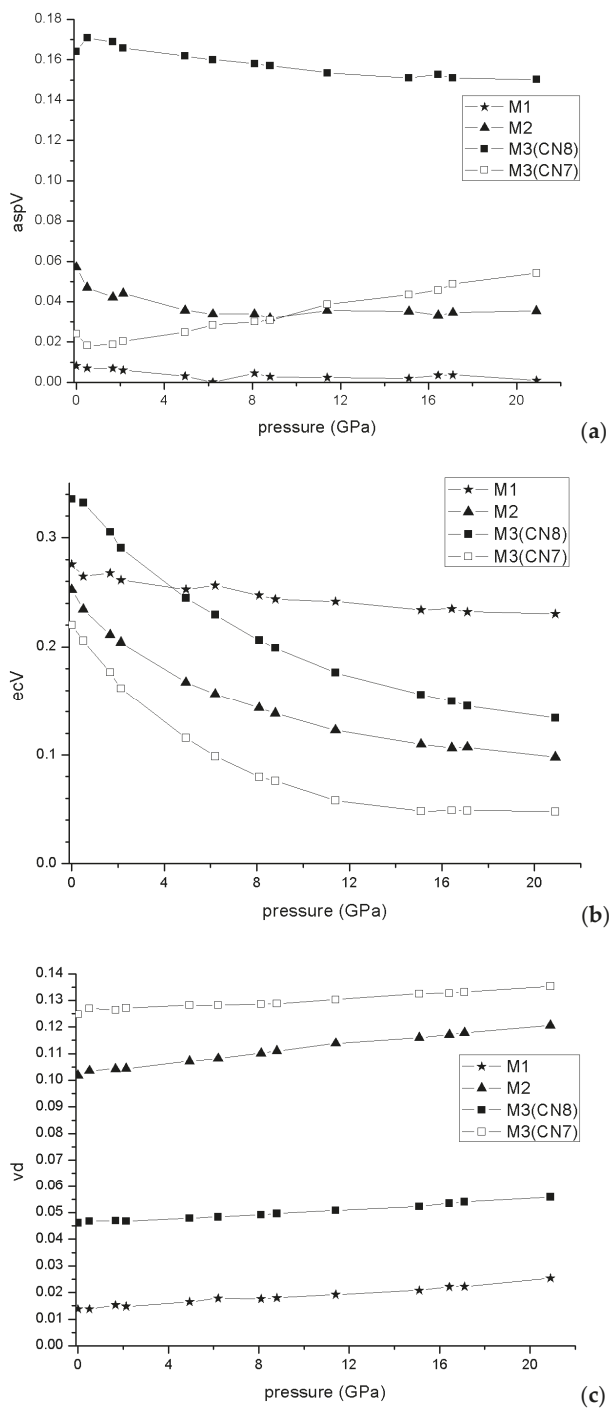 0.18
0.16
0.14
0.12
0.10
0.08
0.06
0.04
0.02
0.00
aspV
M1
M2
M3(CN8)
M3(CN7)
0 4 8 12 16 20
pressure (GPa)
(a)
0.3
0.2
0.1
0.0
ecV
M1
M2
M3(CN8)
M3(CN7)
0 4 8 12 16 20
pressure (GPa)
(b)
0.14
0.13
0.12
0.11
0.10
0.09
0.08
0.07
0.06
0.05
0.04
0.03
0.02
0.01
0.00
vd
M1
M2
M3(CN8)
M3(CN7)
0 4 8 12 16 20
pressure (GPa)
(c)